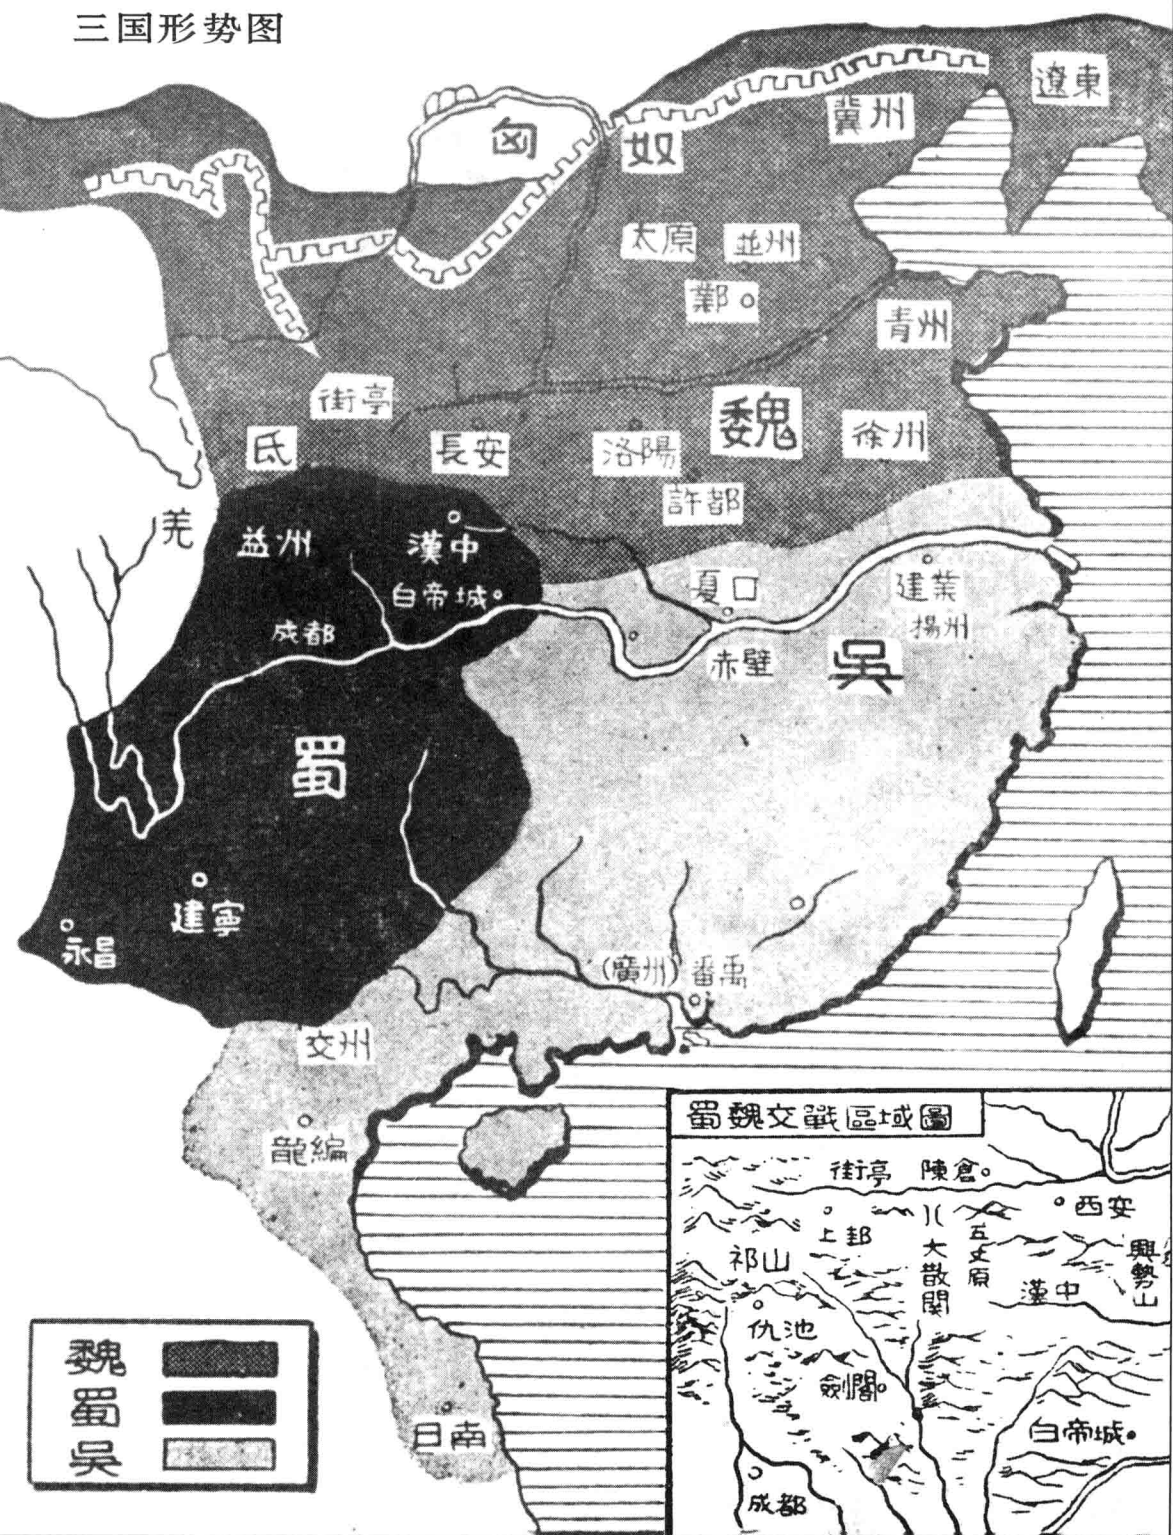 三国形势图
遼東
冀州
匈奴
太原
並州
鄴
青州
街亭
魏
徐州
氐
長安
洛陽
許都
羌
益州
漢中
夏口
建業
白帝城
揚州
成都
赤壁
吳
蜀
建寧
永昌
(廣州)番禹
交州
龍編
日南
魏
蜀
吳
蜀魏交戰區域圖
街亭
陳倉
西安
上邽
大散關
五丈原
興勢山
祁山
漢中
仇池
劍閣
白帝城
成都